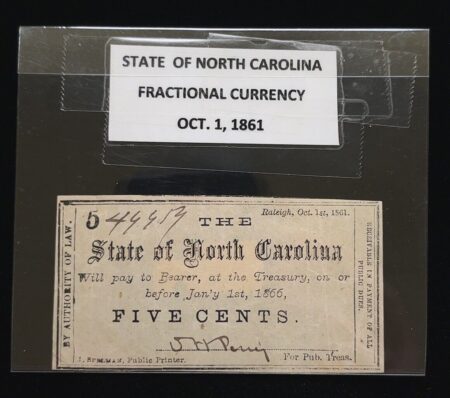 STATE OF NORTH CAROLINA
FRACTIONAL CURRENCY
OCT. 1, 1861
5
Raleigh, Oct. 1st, 1861.
THE
State of North Carolina
Will pay to Bearer, at the Treasury, on or
before Jan'y 1st, 1866,
FIVE CENTS.
For Pub. Treas.
J. SPELMAN, Public Printer.
BY AUTHORITY OF LAW.
RECEIVABLE IN PAYMENT OF ALL
PUBLIC DUES.